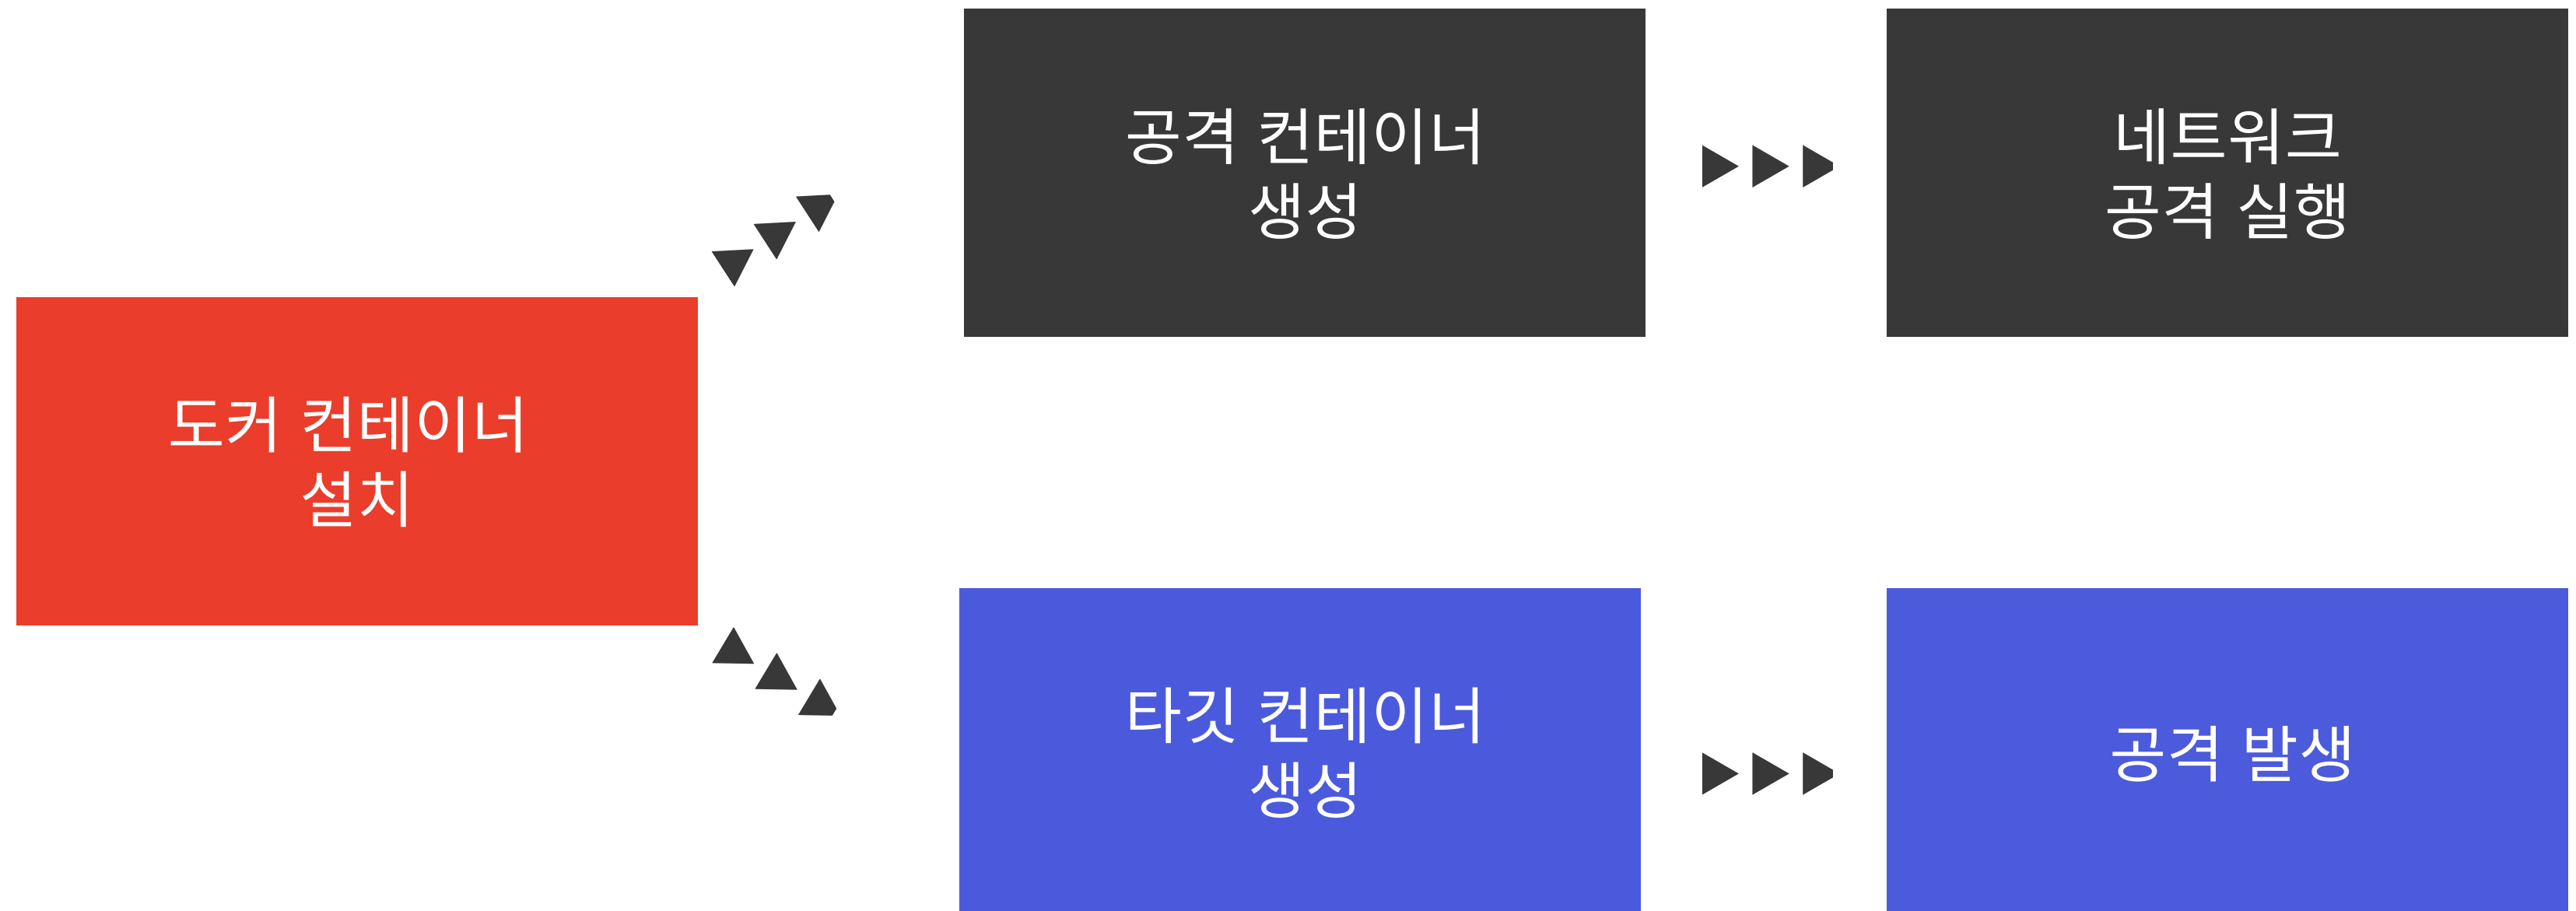 도커 컨테이너
설치
공격 컨테이너
생성
네트워크
공격 실행
타깃 컨테이너
생성
공격 발생